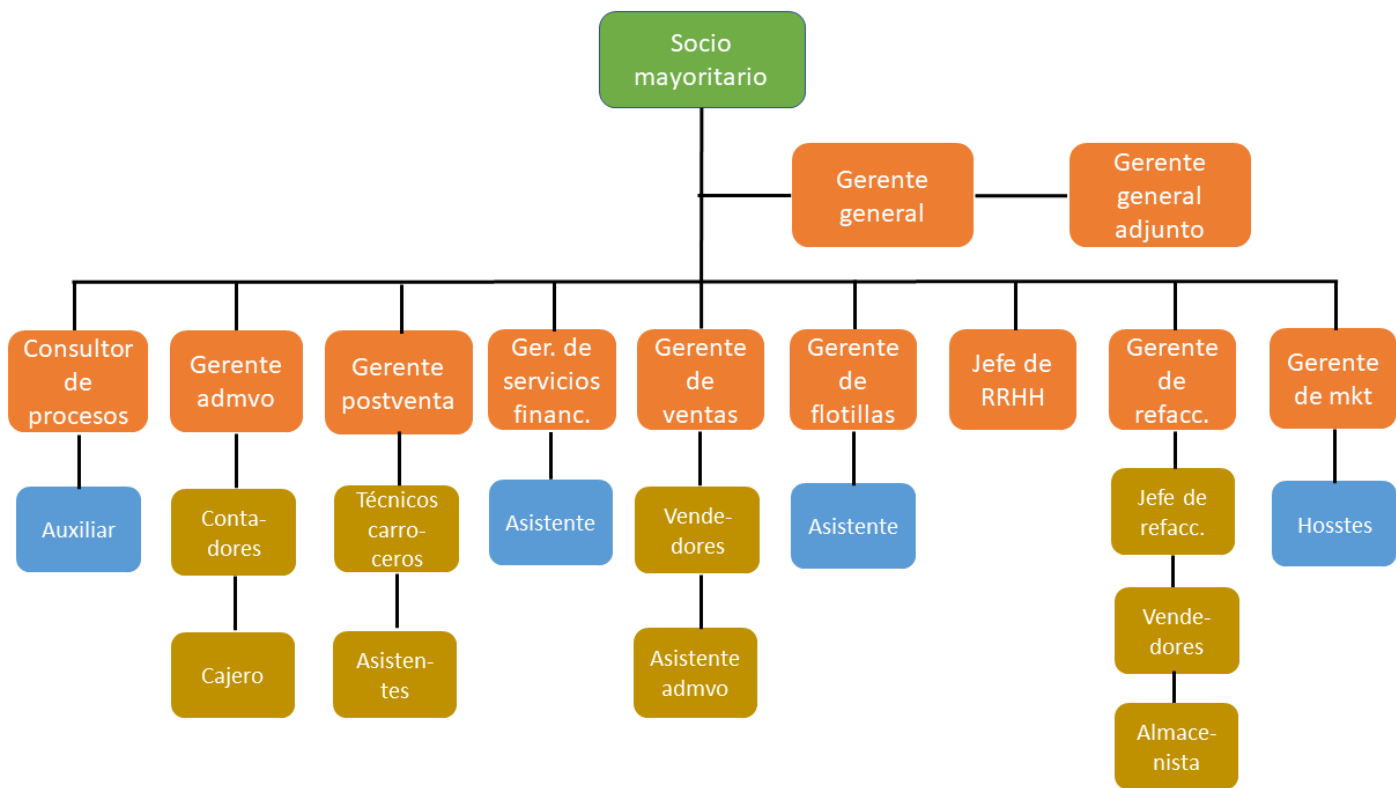 Socio
mayoritario
Gerente
general
Gerente
general
adjunto
Consultor
de
procesos
Gerente
admvo
Gerente
postventa
Ger. de
servicios
financ.
Gerente
de
ventas
Gerente
de
flotillas
Jefe de
RRHH
Gerente
de
refacc.
Gerente
de mkt
Auxiliar
Conta-
dores
Técnicos
carro-
ceros
Asistente
Vende-
dores
Asistente
Jefe de
refacc.
Hosstes
Cajero
Asisten-
tes
Asistente
admvo
Vende-
dores
Almace-
nista